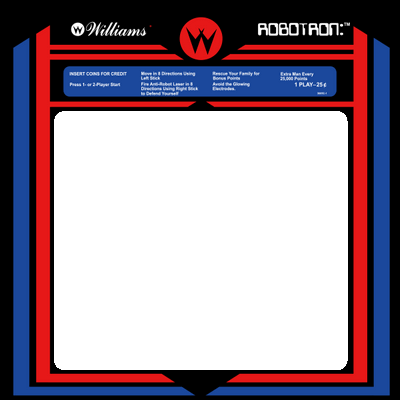 Williams
ROBOTRON:™
INSERT COINS FOR CREDIT
Press 1- or 2-Player Start
Move in 8 Directions Using
Left Stick
Fire Anti-Robot Laser in 8
Directions Using Right Stick
to Defend Yourself
Rescue Your Family for
Bonus Points
Avoid the Glowing
Electrodes.
Extra Man Every
25,000 Points
1 PLAY-25¢